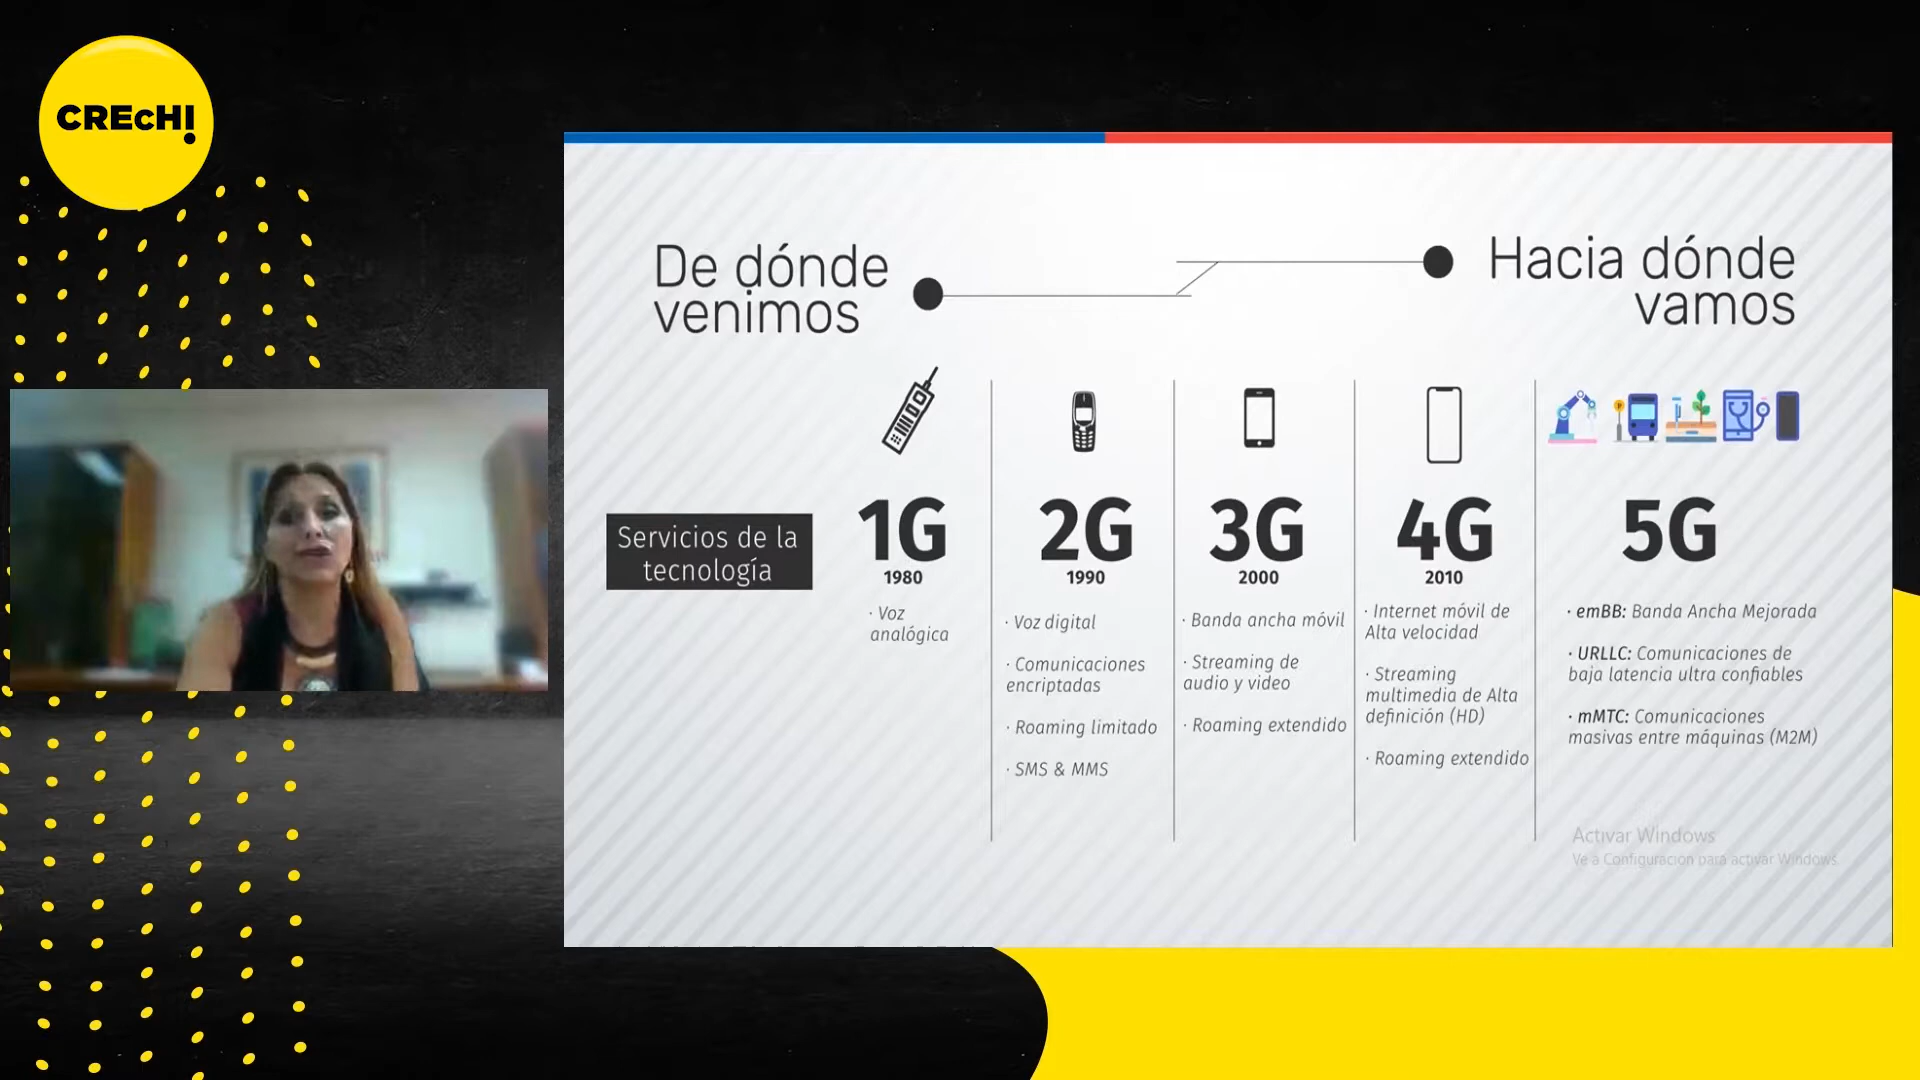 CREcH!
De dónde
venimos
Hacia dónde
vamos
Servicios de la
tecnología
1G
1980
· Voz
analógica
2G
1990
· Voz digital
· Comunicaciones
encriptadas
· Roaming limitado
· SMS & MMS
3G
2000
· Banda ancha móvil
· Streaming de
audio y video
· Roaming extendido
4G
2010
· Internet móvil de
Alta velocidad
· Streaming
multimedia de Alta
definición (HD)
· Roaming extendido
5G
· emBB: Banda Ancha Mejorada
· URLLC: Comunicaciones de
baja latencia ultra confiables
· mMTC: Comunicaciones
masivas entre máquinas (M2M)
Activar Windows
Ve a Configuración para activar Windows.